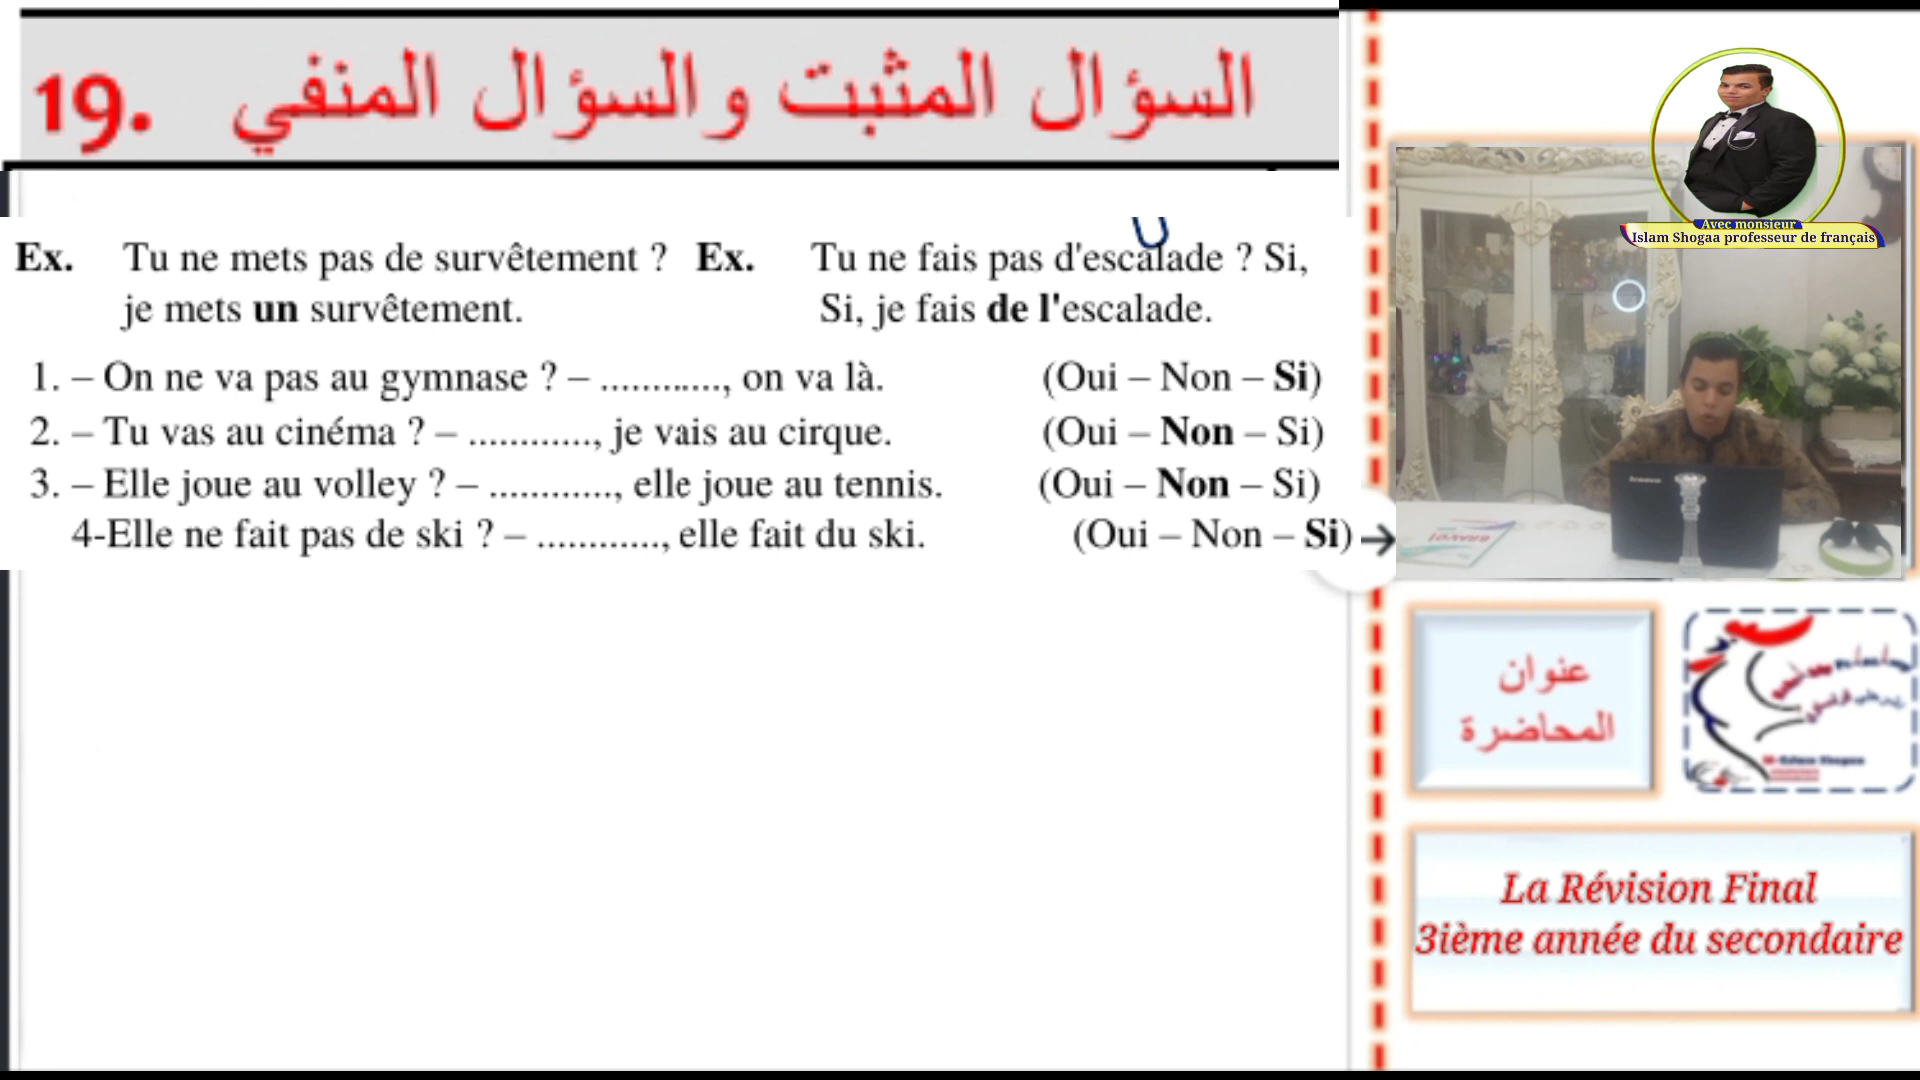 19. السؤال المثبت والسؤال المنفي
Ex. Tu ne mets pas de survêtement ? Ex. Tu ne fais pas d'escalade ? Si,
je mets un survêtement. Si, je fais de l'escalade.
1. – On ne va pas au gymnase ? – ............, on va là. (Oui – Non – Si)
2. – Tu vas au cinéma ? – ............, je vais au cirque. (Oui – Non – Si)
3. – Elle joue au volley ? – ............, elle joue au tennis. (Oui – Non – Si)
4-Elle ne fait pas de ski ? – ............, elle fait du ski. (Oui – Non – Si)
Avec monsieur
Islam Shogaa professeur de français
lenovo
عنوان
المحاضرة
La Révision Final
3ième année du secondaire